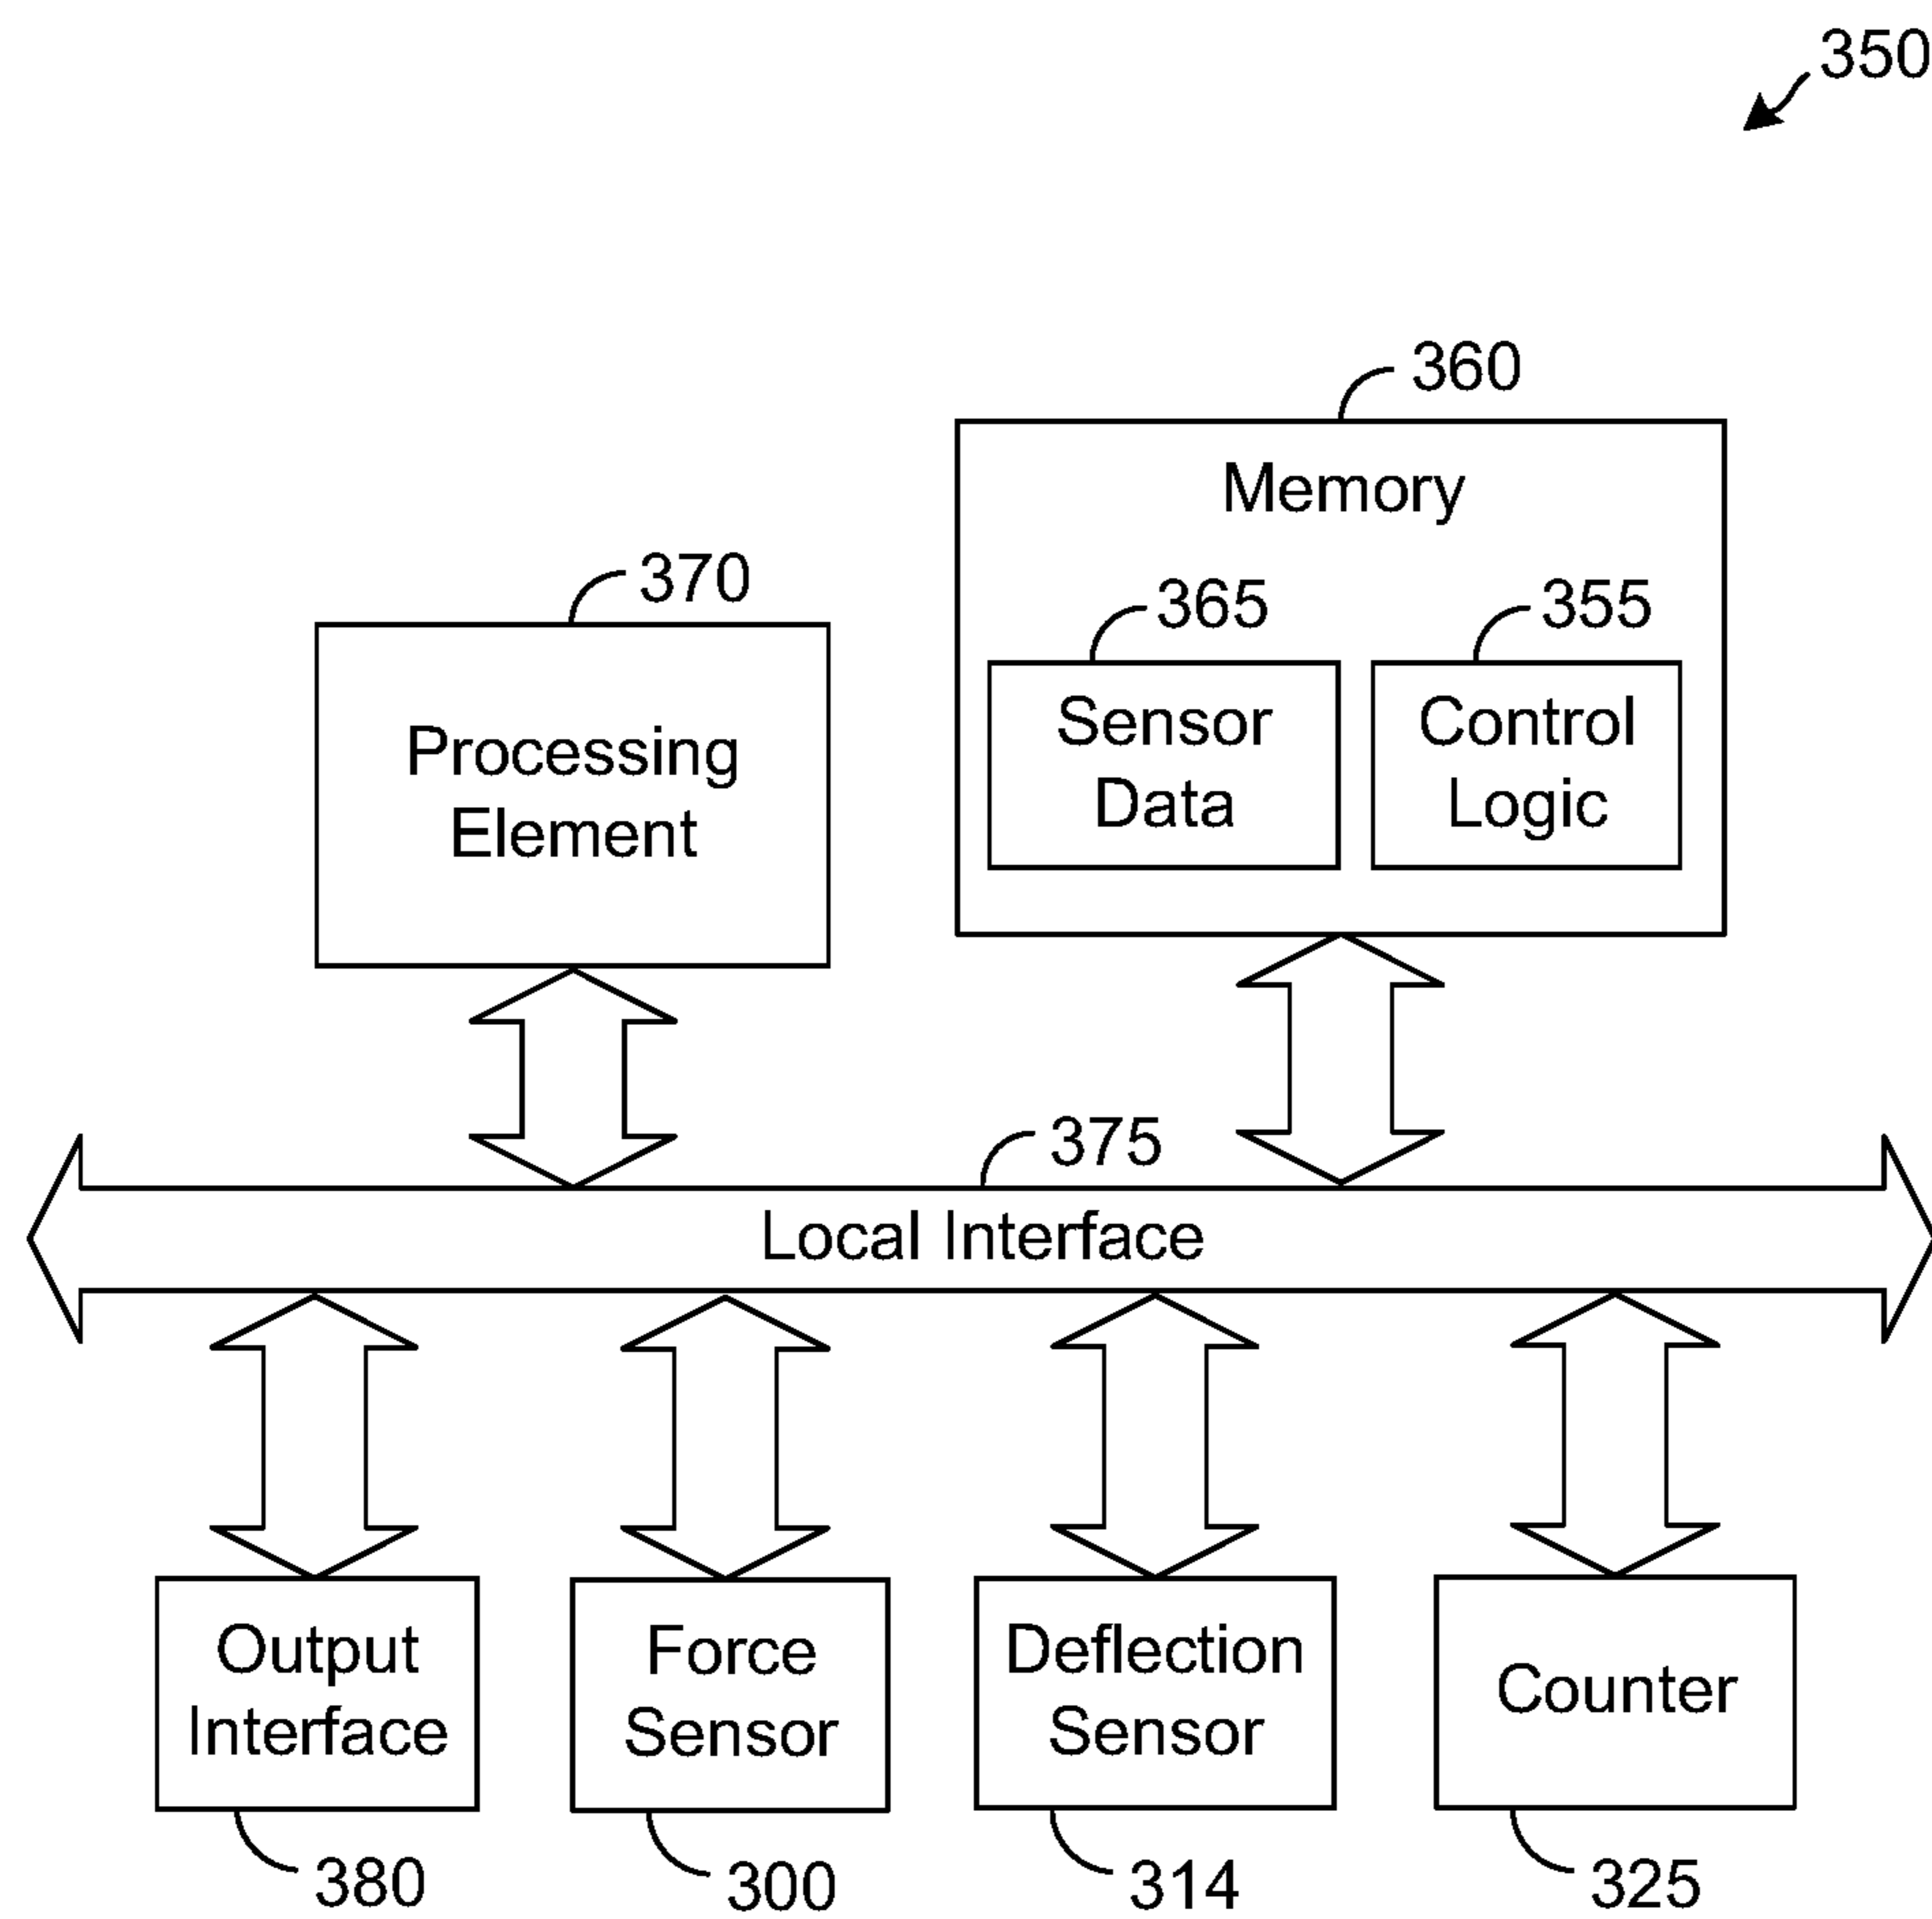 350
360
Memory
370
365
355
Sensor
Data
Control
Logic
Processing
Element
375
Local Interface
Output
Interface
Force
Sensor
Deflection
Sensor
Counter
380
300
314
325